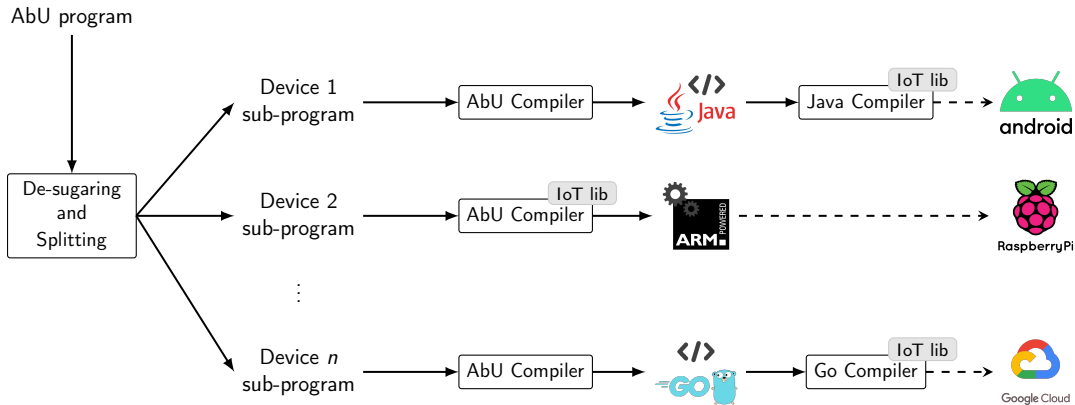 AbU program
De-sugaring
and
Splitting
Device 1
sub-program
AbU Compiler
</>
Java
IoT lib
Java Compiler
android
Device 2
sub-program
IoT lib
AbU Compiler
ARM
POWERED
RaspberryPi
⋮
Device n
sub-program
AbU Compiler
</>
GO
IoT lib
Go Compiler
Google Cloud